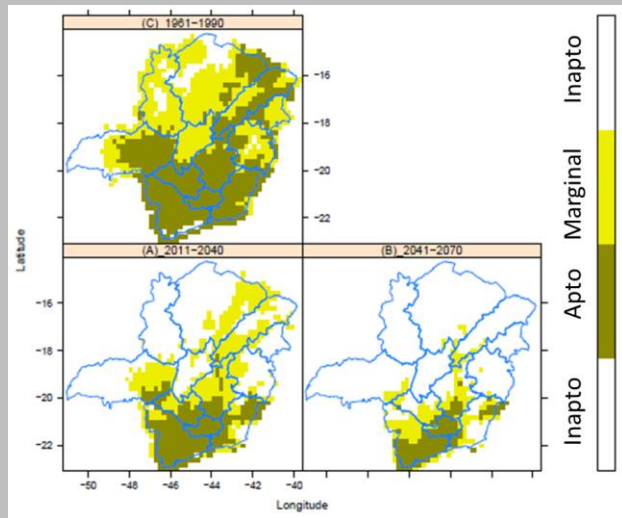 (C) 1961-1990
-16
-18
-20
-22
Latitude
(A)_2011-2040
(B)_2041-2070
-16
-18
-20
-22
-50
-48
-46
-44
-42
-40
Longitude
Inapto
Marginal
Apto
Inapto